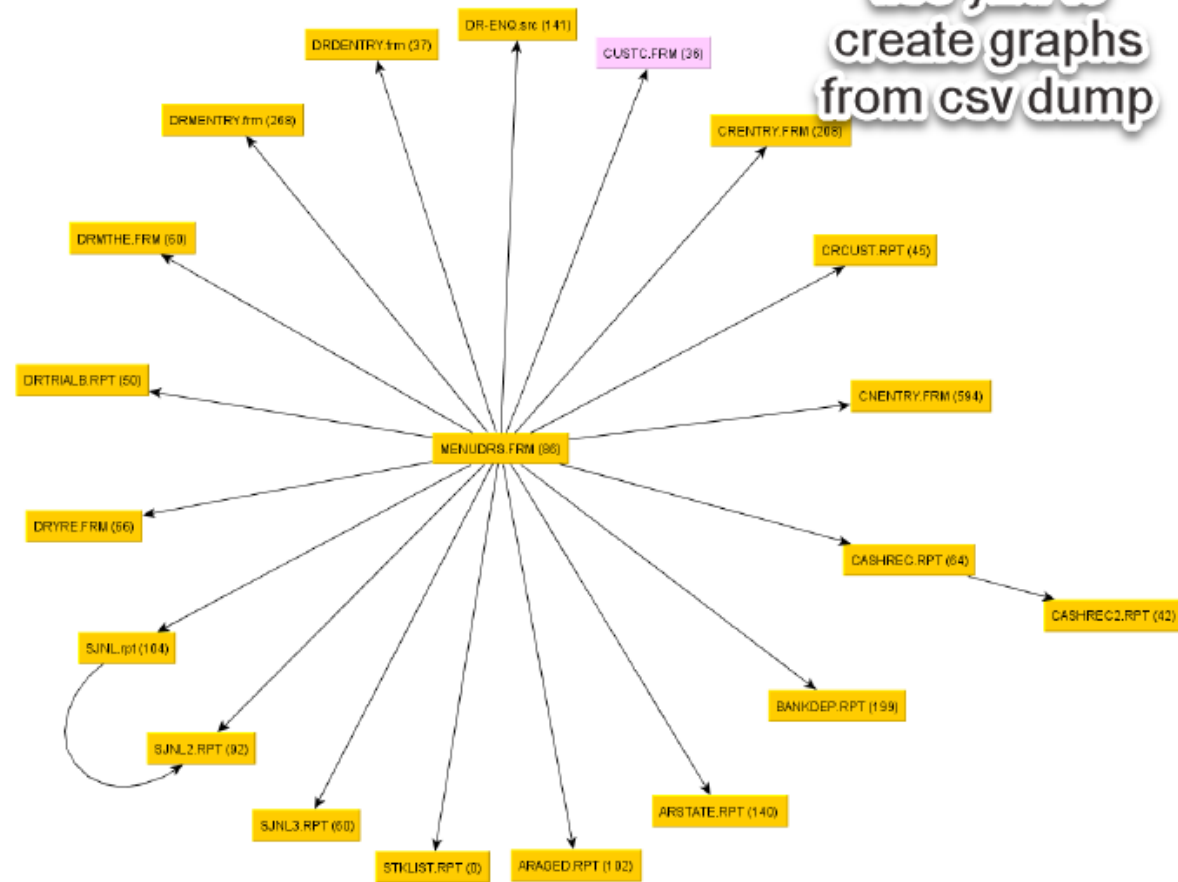 create graphs
from csv dump
DR-ENQ.src (141)
DRDENTRY.frm (37)
CUSTC.FRM (36)
DRMENTRY.frm (268)
CRENTRY.FRM (208)
DRMTHE.FRM (60)
CRCUST.RPT (45)
DRTRIALB.RPT (50)
CNENTRY.FRM (594)
MENUDRS.FRM (86)
DRYRE.FRM (66)
CASHREC.RPT (64)
CASHREC2.RPT (42)
SJNL.rpt (104)
BANKDEP.RPT (199)
SJNL2.RPT (92)
ARSTATE.RPT (140)
SJNL3.RPT (60)
STKLIST.RPT (0)
ARAGED.RPT (102)